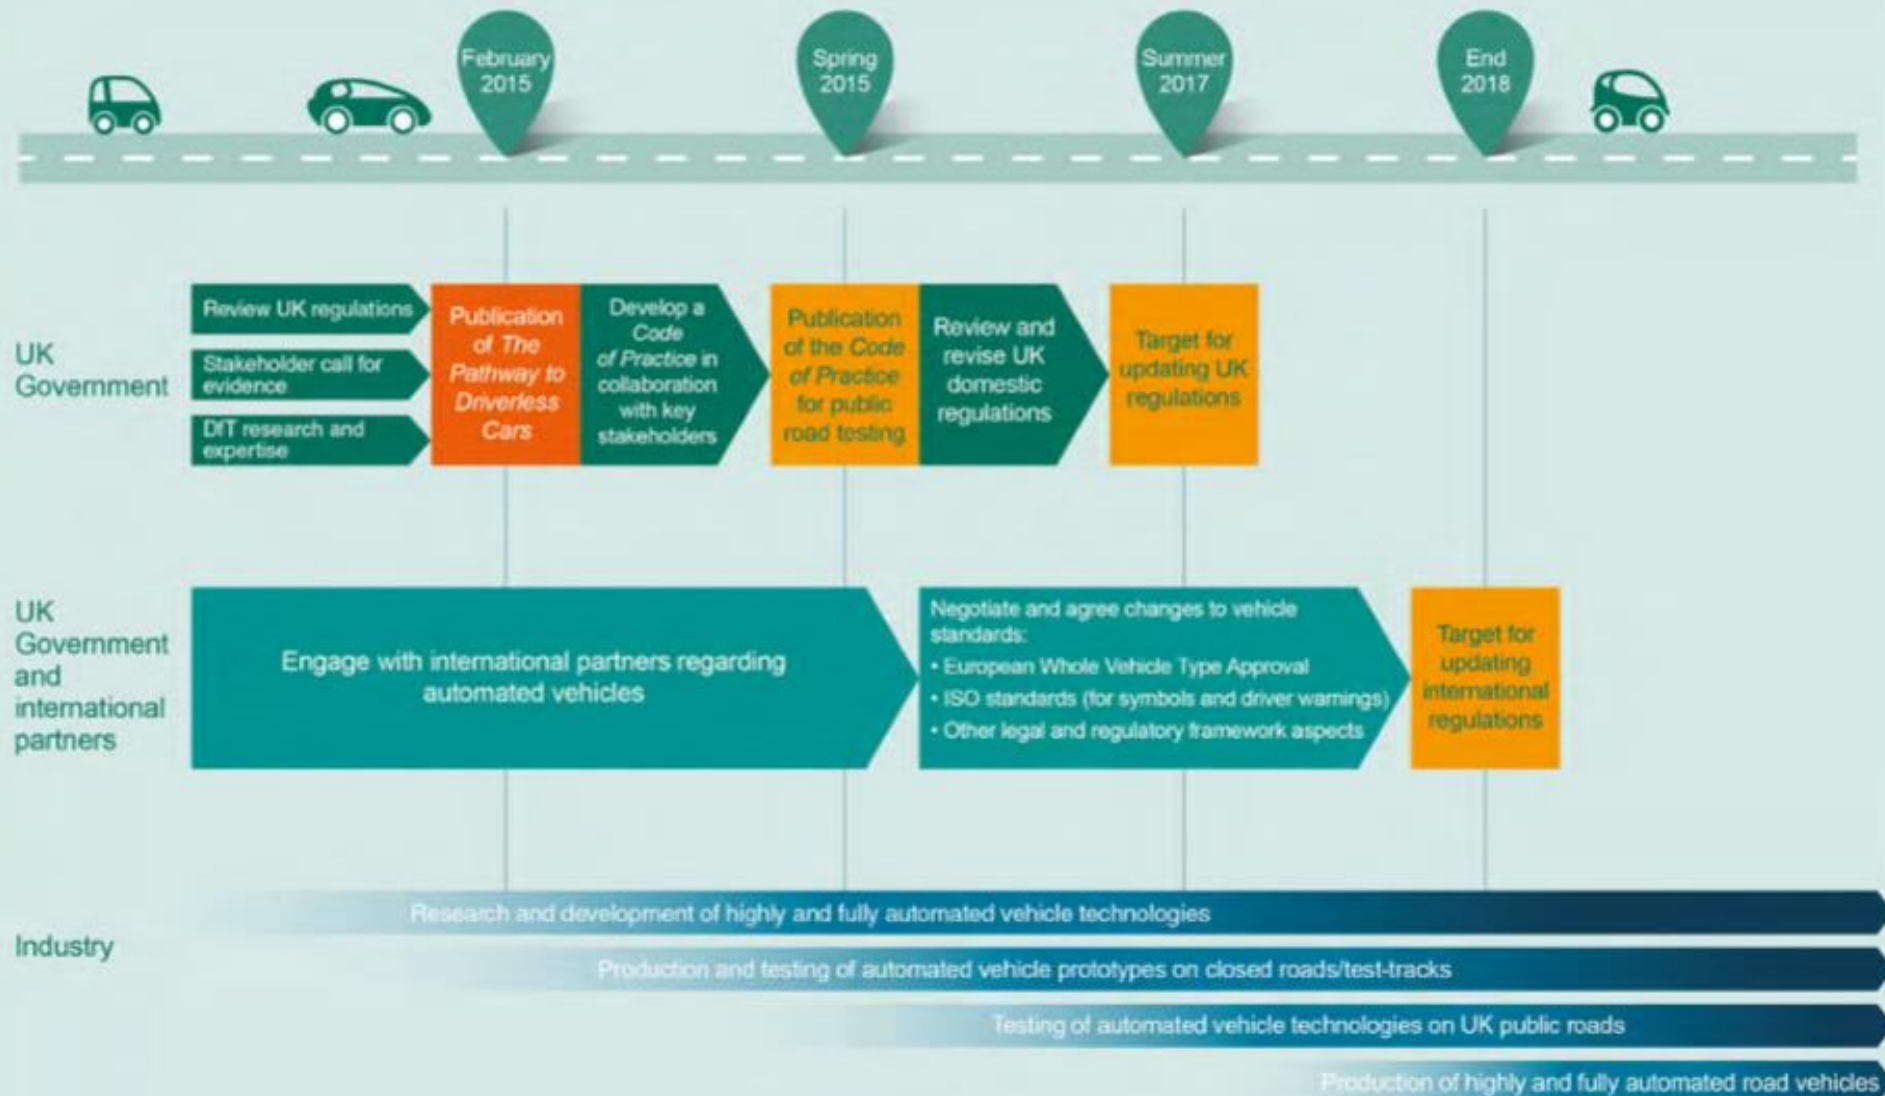 February
2015
Spring
2015
Summer
2017
End
2018
UK
Government
Review UK regulations
Stakeholder call for
evidence
DfT research and
expertise
Publication
of The
Pathway to
Driverless
Cars
Develop a
Code
of Practice in
collaboration
with key
stakeholders
Publication
of the Code
of Practice
for public
road testing
Review and
revise UK
domestic
regulations
Target for
updating UK
regulations
UK
Government
and
international
partners
Engage with international partners regarding
automated vehicles
Negotiate and agree changes to vehicle
standards:
• European Whole Vehicle Type Approval
• ISO standards (for symbols and driver warnings)
• Other legal and regulatory framework aspects
Target for
updating
international
regulations
Industry
Research and development of highly and fully automated vehicle technologies
Production and testing of automated vehicle prototypes on closed roads/test-tracks
Testing of automated vehicle technologies on UK public roads
Production of highly and fully automated road vehicles